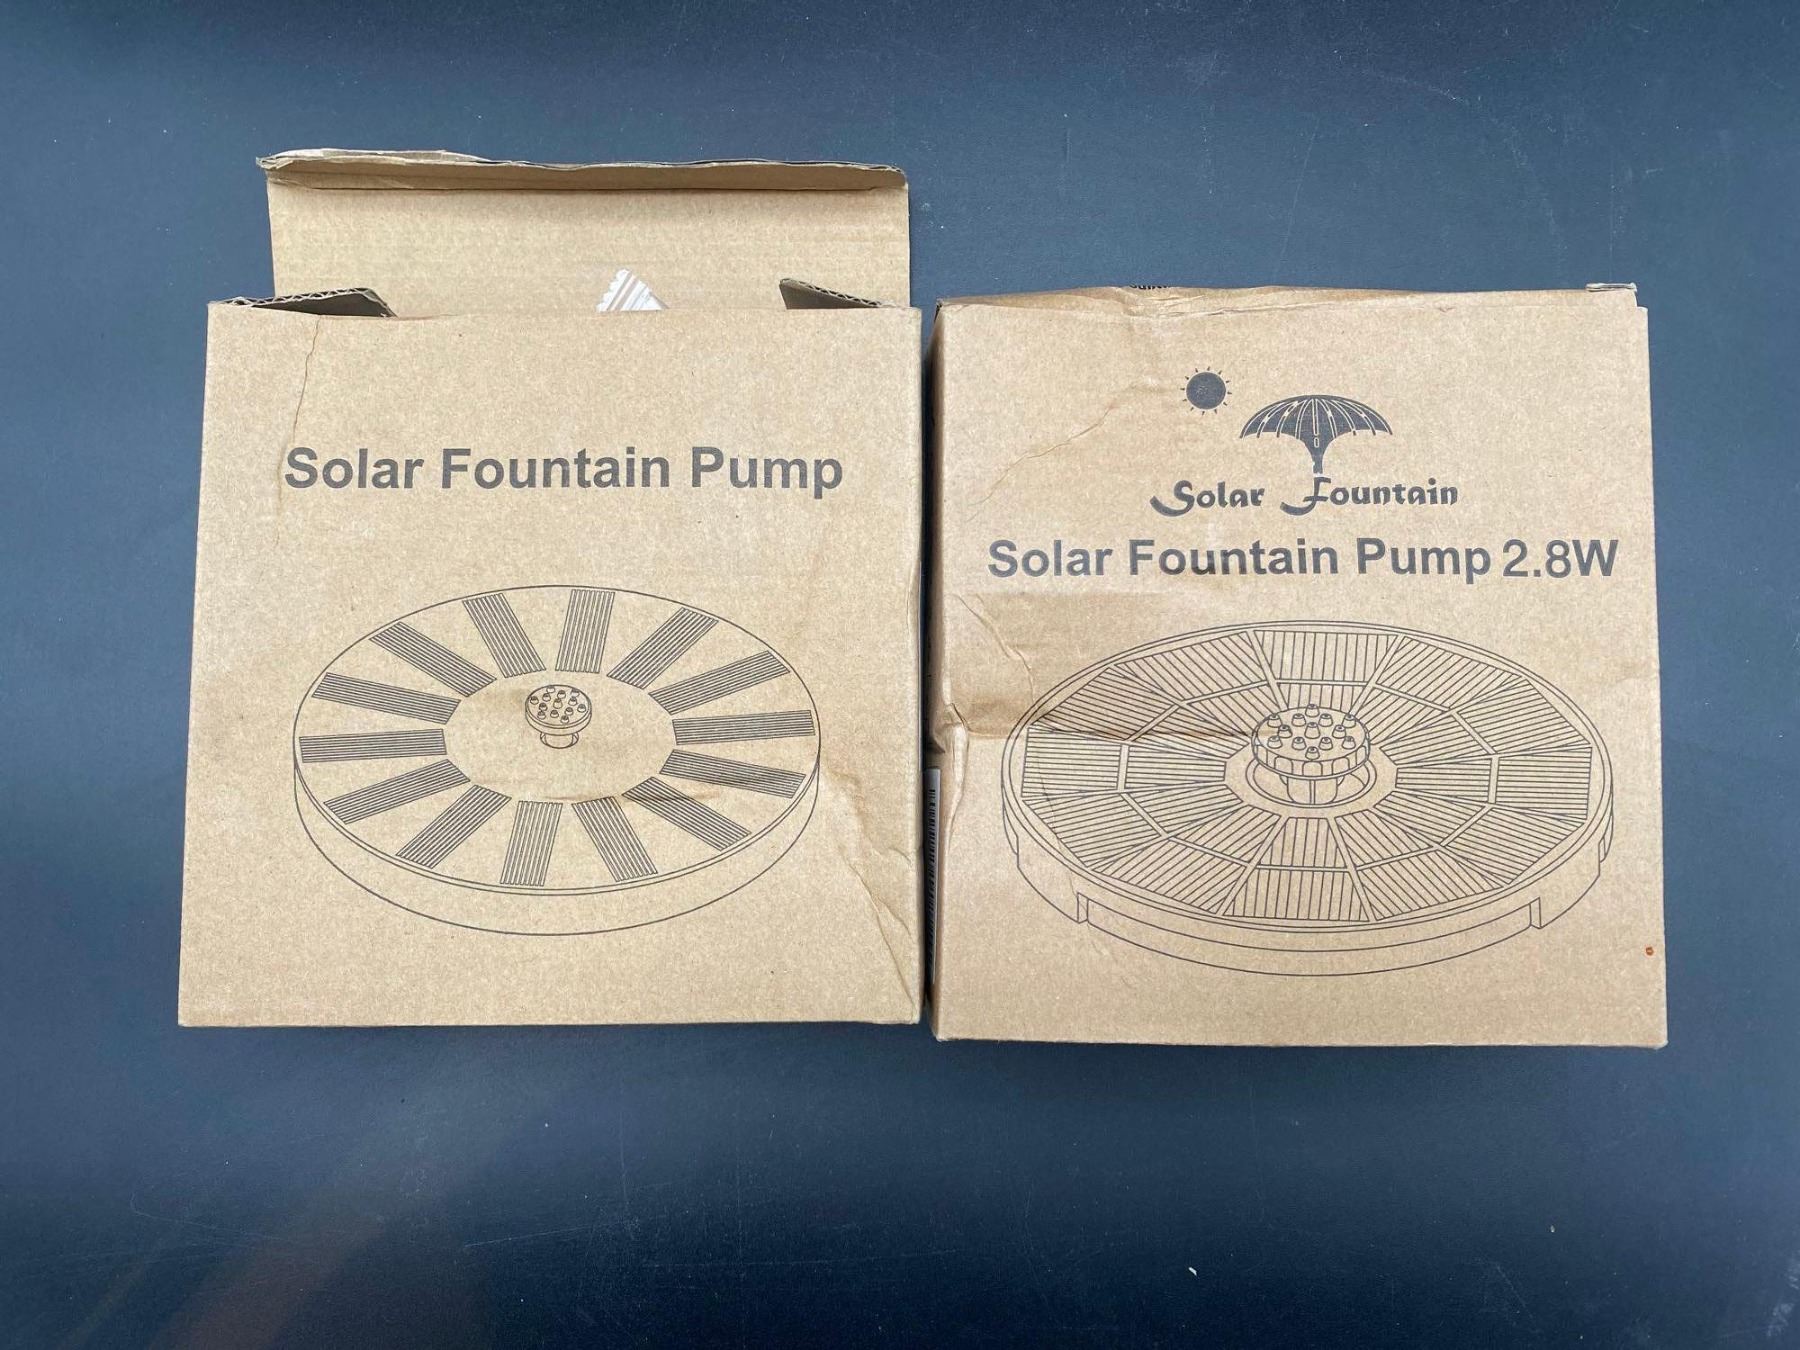 Solar Fountain Pump
Solar Fountain
Solar Fountain Pump 2.8W